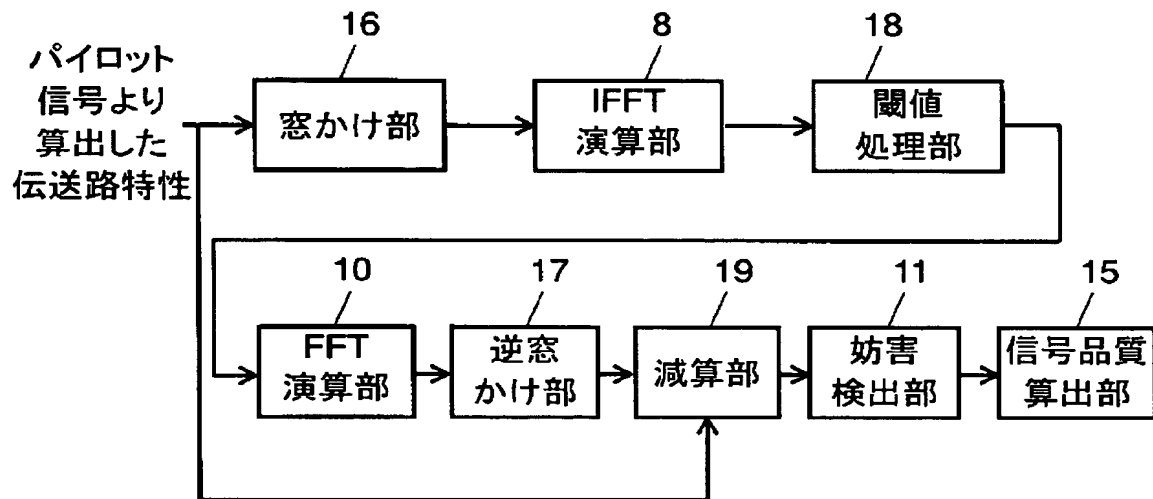 パイロット
信号より
算出した
伝送路特性
16
窓かけ部
8
IFFT
演算部
18
閾値
処理部
10
FFT
演算部
17
逆窓
かけ部
19
減算部
11
妨害
検出部
15
信号品質
算出部